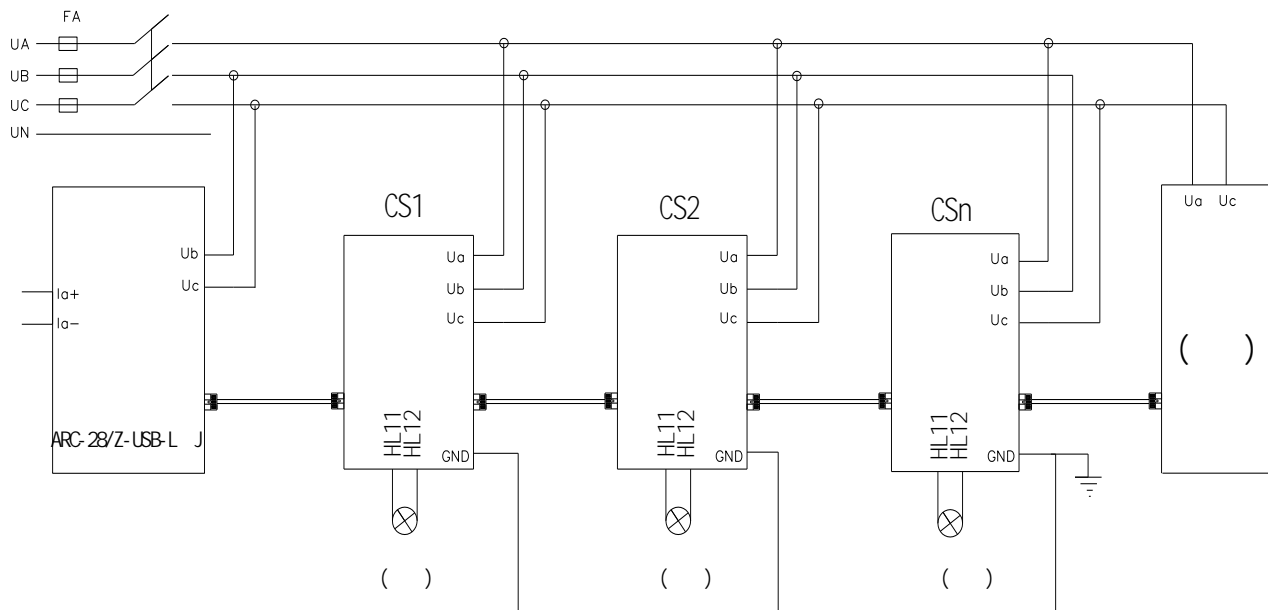 FA
UA
UB
UC
UN
CS1
CS2
CSn
Ua Uc
Ub
Uc
Ia+
Ia-
ARC-28/Z-USB-L J
Ua
Ub
Uc
HL11
HL12
GND
Ua
Ub
Uc
HL11
HL12
GND
Ua
Ub
Uc
HL11
HL12
GND
( )
( )
( )
( )